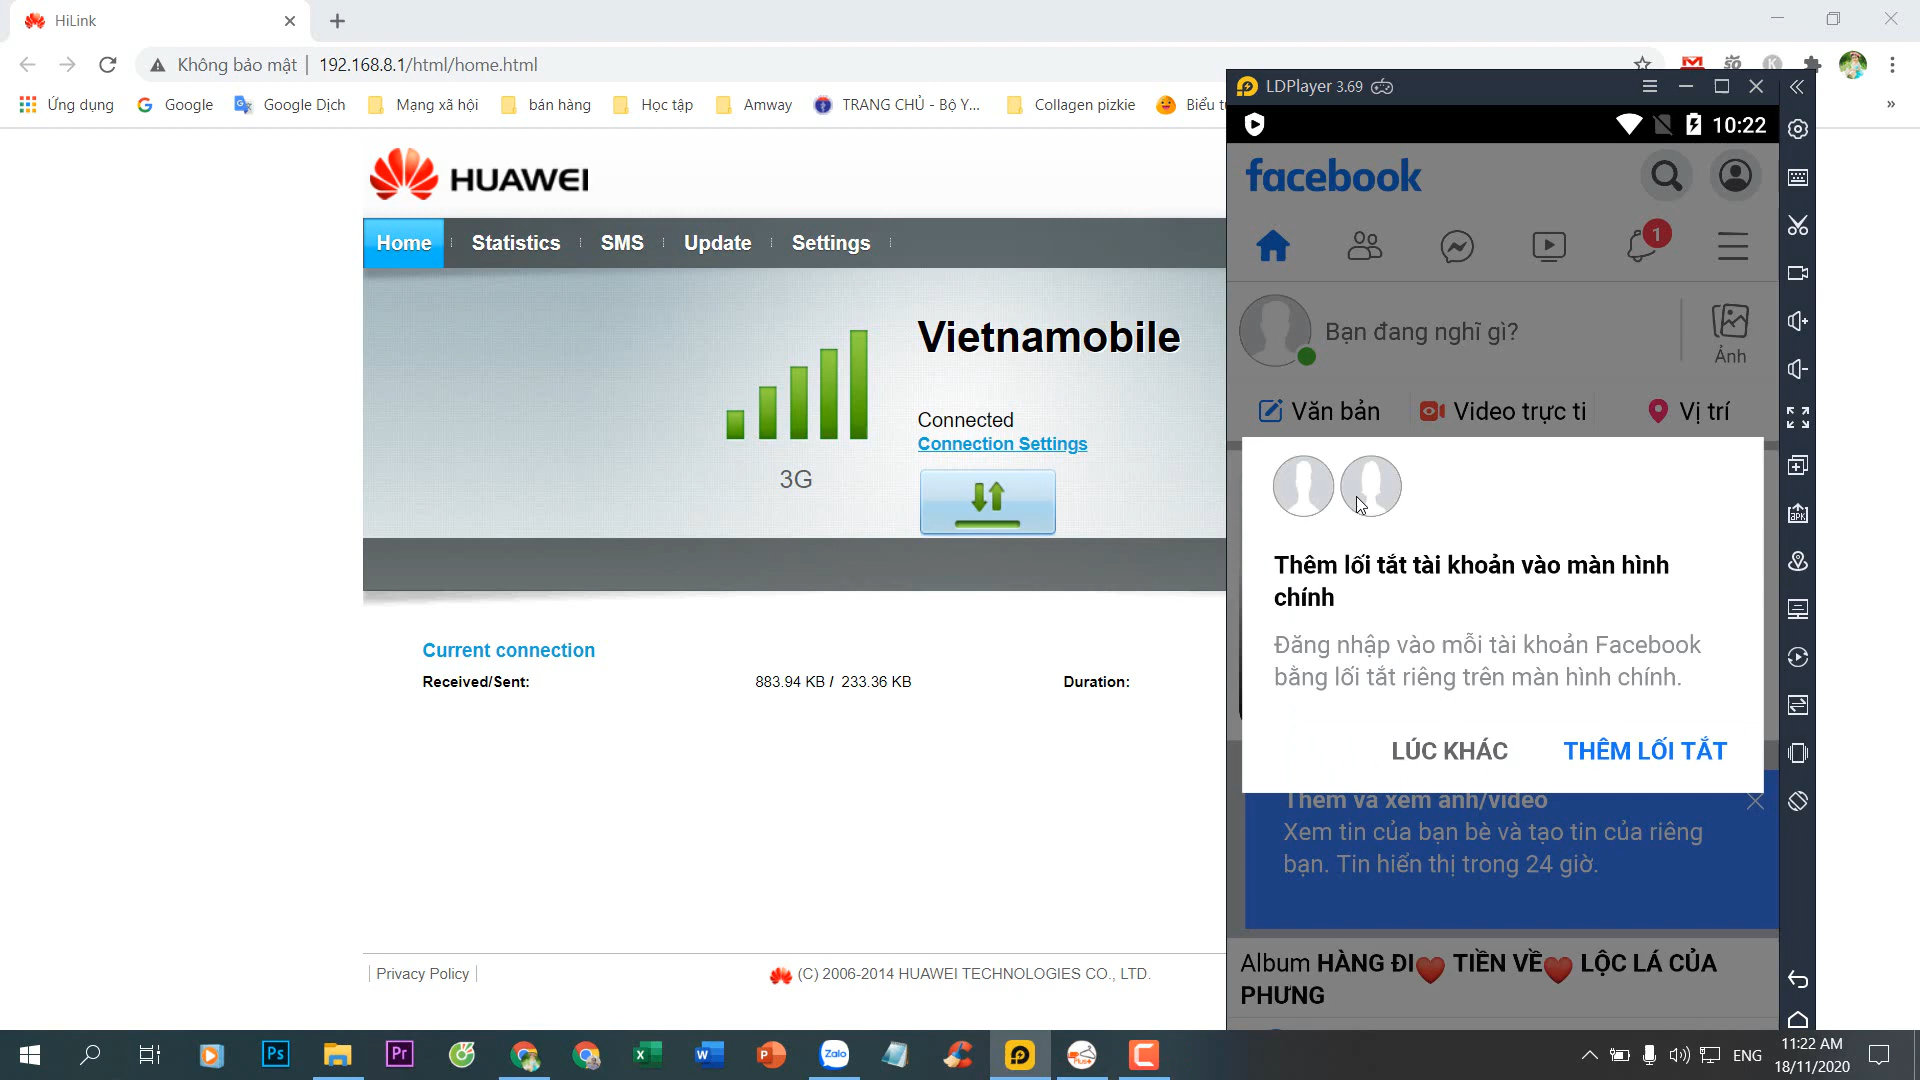 HiLink
Không bảo mật | 192.168.8.1/html/home.html
Ứng dụng
Google
Google Dịch
Mạng xã hội
bán hàng
Học tập
Amway
TRANG CHỦ - Bộ Y...
Collagen pizkie
Biểu t
»
HUAWEI
Home
Statistics
SMS
Update
Settings
Vietnamobile
Connected
Connection Settings
3G
Current connection
Received/Sent:
883.94 KB / 233.36 KB
Duration:
Privacy Policy
(C) 2006-2014 HUAWEI TECHNOLOGIES CO., LTD.
LDPlayer 3.69
10:22
facebook
1
Bạn đang nghĩ gì?
Ảnh
Văn bản
Video trực ti
Vị trí
Thêm lối tắt tài khoản vào màn hình
chính
Đăng nhập vào mỗi tài khoản Facebook
bằng lối tắt riêng trên màn hình chính.
LÚC KHÁC
THÊM LỐI TẮT
Thêm và xem ảnh/video
Xem tin của bạn bè và tạo tin của riêng
bạn. Tin hiển thị trong 24 giờ.
Album HÀNG ĐI❤ TIỀN VỀ❤ LỘC LÁ CỦA
PHƯNG
APK
Ps
Pr
Zalo
ENG
11:22 AM
18/11/2020